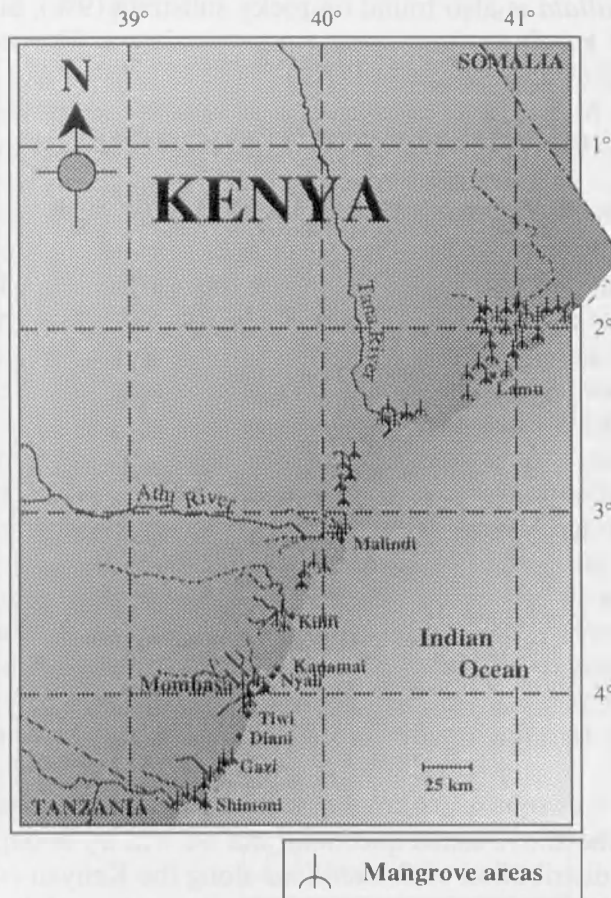 39° 40° 41°
SOMALIA
N
1°
KENYA
Tana River
2°
Lamu
Athi River
3°
Malindi
Kilifi
Indian
Ocean
Kanamai
Mombasa
Nyali
4°
Tiwi
Diani
Gazi
25 km
TANZANIA
Shimoni
Mangrove areas